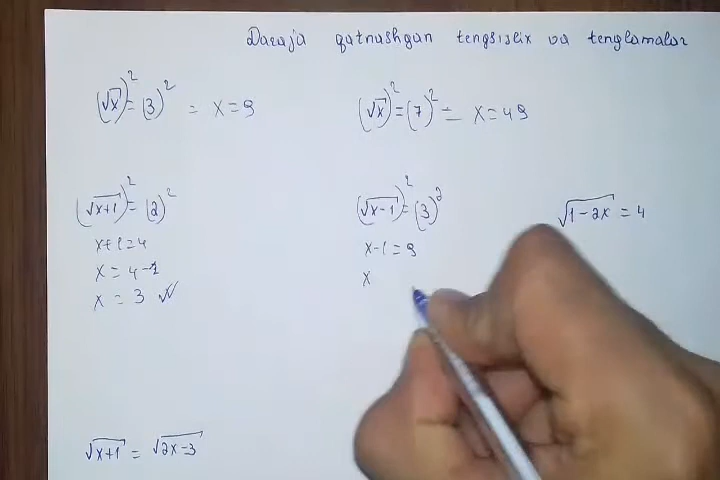 Daraja qatnashgan tengsizlik va tenglamalar
(√x)² = (3)² = x = 9
(√x)² = (7)² = x = 49
(√x+1)² = (2)²
x+1=4
x = 4-1
x = 3
(√x-1)² = (3)²
x-1=9
x
√1-2x = 4
√x+1 = √2x-3